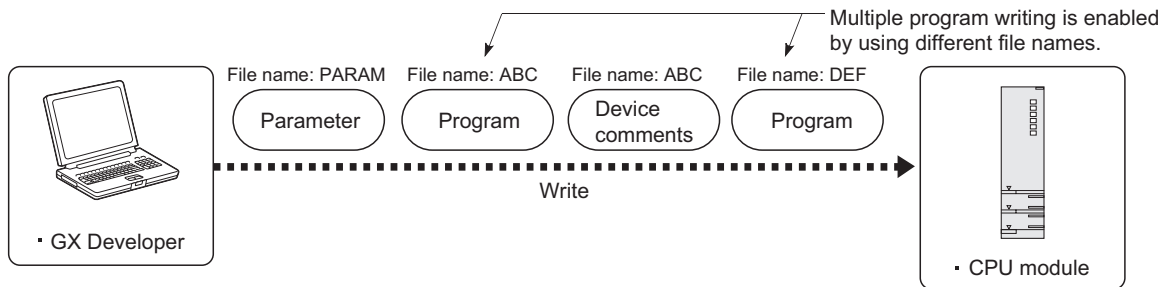 Multiple program writing is enabled
by using different file names.
File name: PARAM
File name: ABC
File name: ABC
File name: DEF
Parameter
Program
Device
comments
Program
Write
▪ GX Developer
▪ CPU module